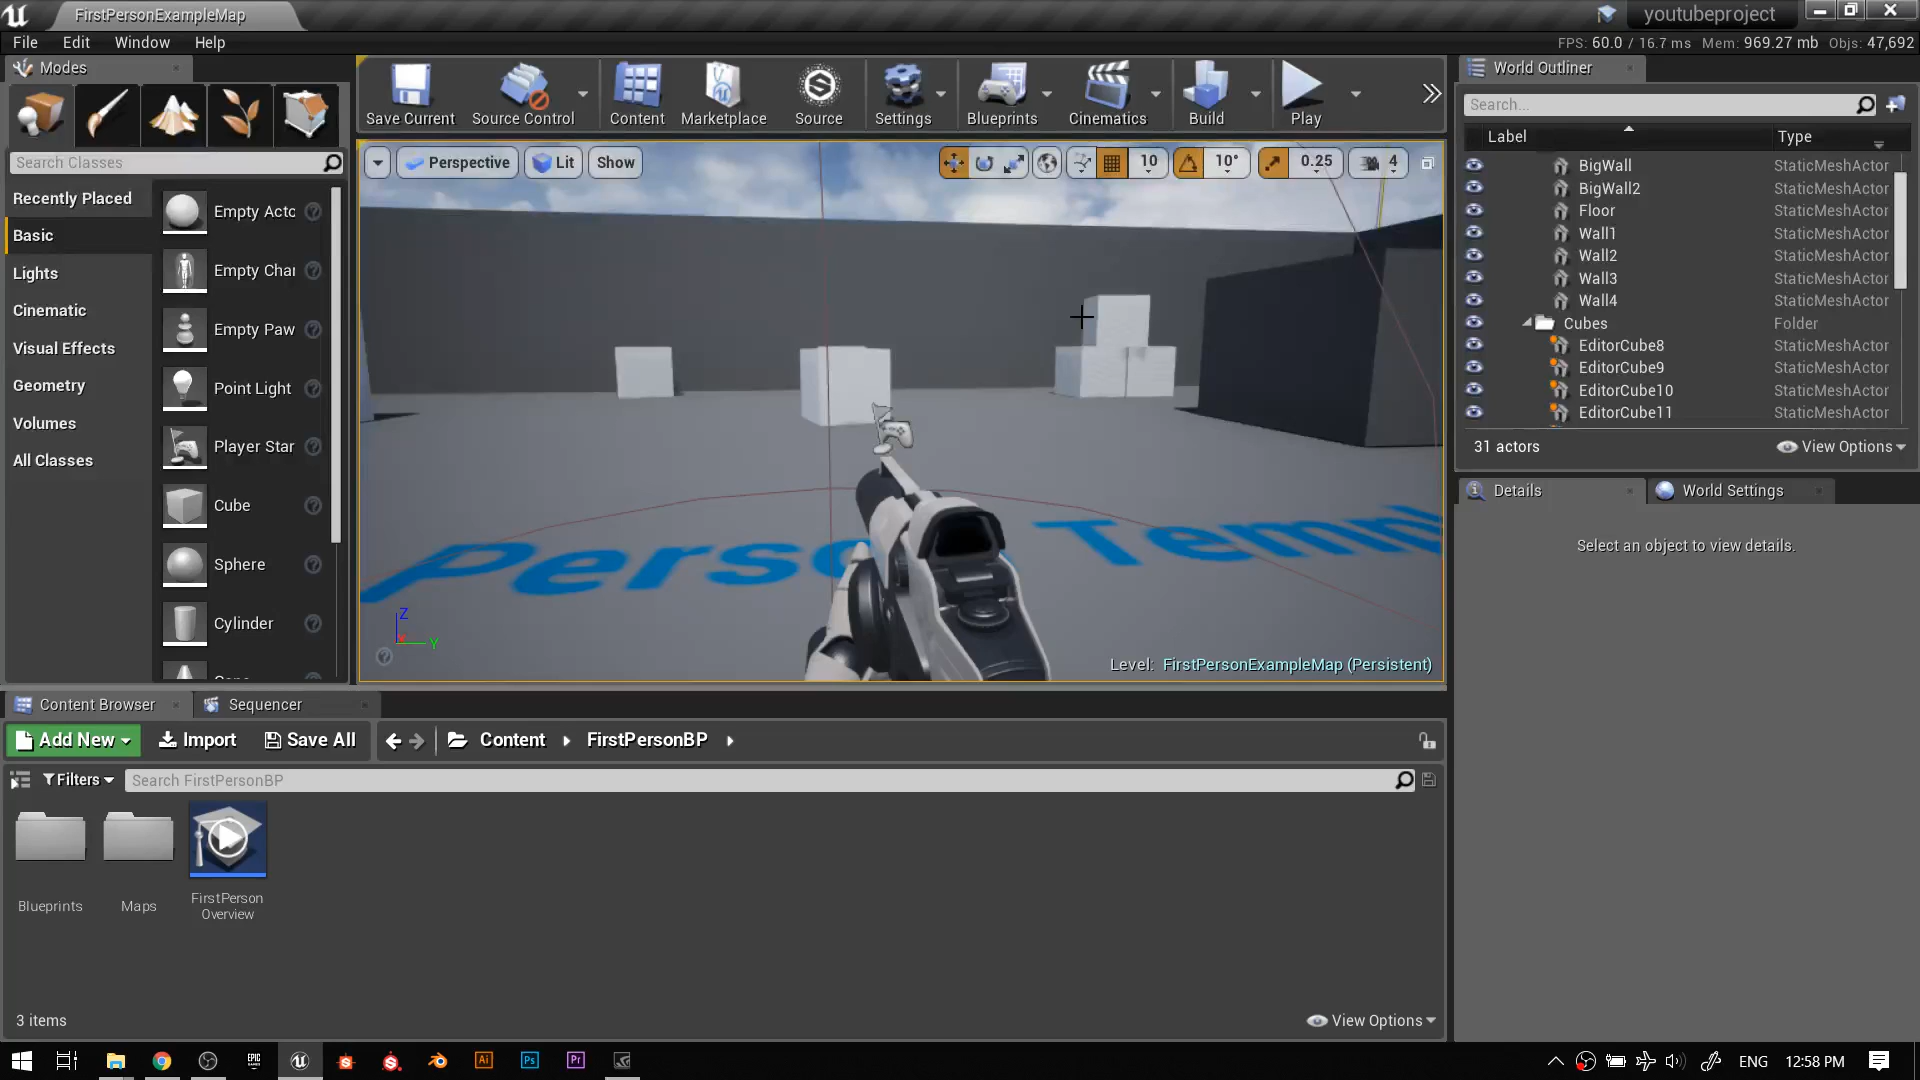 FirstPersonExampleMap
youtubeproject
File Edit Window Help
FPS: 60.0 / 16.7 ms Mem: 969.27 mb Objs: 47,692
Modes
Search Classes
Recently Placed
Basic
Lights
Cinematic
Visual Effects
Geometry
Volumes
All Classes
Empty Acto
Empty Char
Empty Paw
Point Light
Player Star
Cube
Sphere
Cylinder
Save Current
Source Control
Content
Marketplace
Source
Settings
Blueprints
Cinematics
Build
Play
Perspective
Lit
Show
10
10°
0.25
4
Person Templ
Z
Y
Level: FirstPersonExampleMap (Persistent)
World Outliner
Search...
Label Type
BigWall StaticMeshActor
BigWall2 StaticMeshActor
Floor StaticMeshActor
Wall1 StaticMeshActor
Wall2 StaticMeshActor
Wall3 StaticMeshActor
Wall4 StaticMeshActor
Cubes Folder
EditorCube8 StaticMeshActor
EditorCube9 StaticMeshActor
EditorCube10 StaticMeshActor
EditorCube11 StaticMeshActor
31 actors
View Options
Details
World Settings
Select an object to view details.
Content Browser
Sequencer
Add New
Import
Save All
Content
FirstPersonBP
Filters
Search FirstPersonBP
Blueprints
Maps
FirstPerson
Overview
3 items
View Options
EPIC
GAMES
Ai
Ps
Pr
ENG
12:58 PM